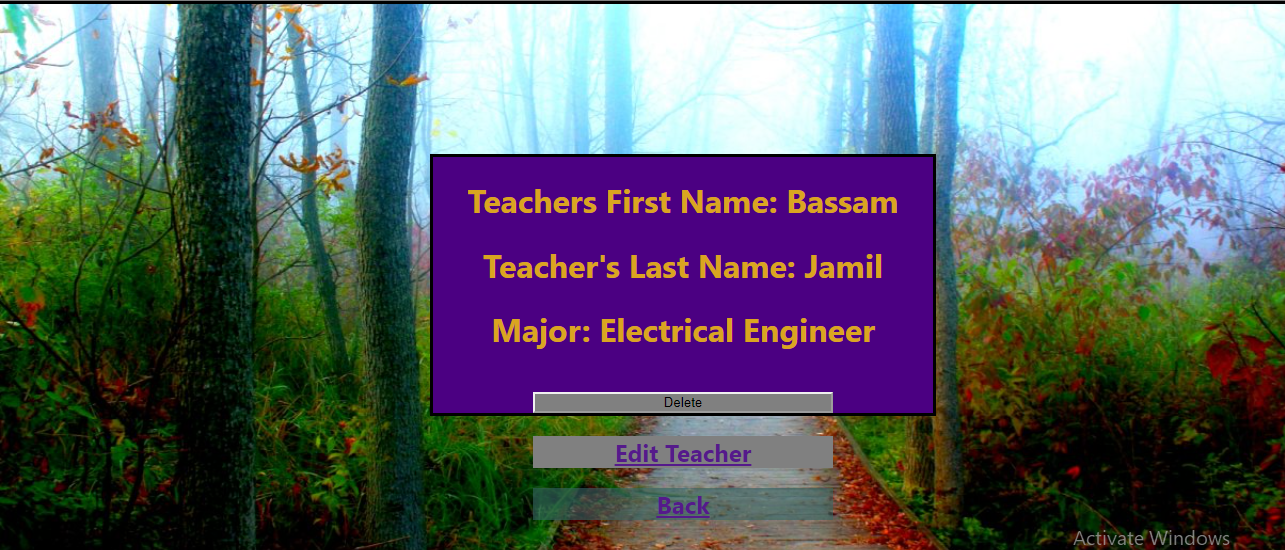 Teachers First Name: Bassam
Teacher's Last Name: Jamil
Major: Electrical Engineer
Delete
Edit Teacher
Back
Activate Windows